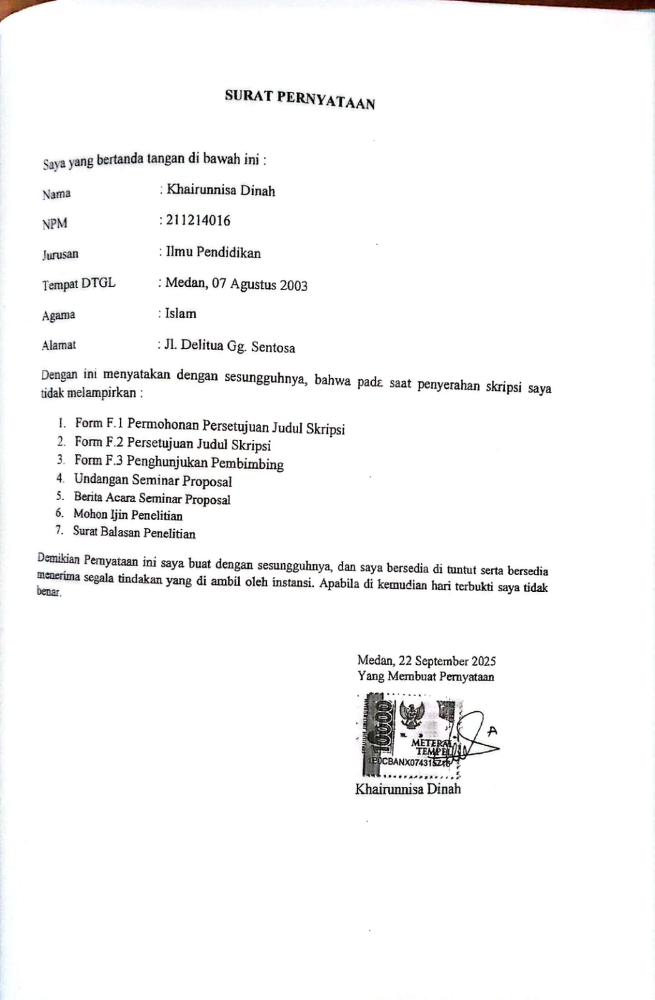 SURAT PERNYATAAN
Saya yang bertanda tangan di bawah ini :
Nama : Khairunnisa Dinah
NPM : 211214016
Jurusan : Ilmu Pendidikan
Tempat DTGL : Medan, 07 Agustus 2003
Agama : Islam
Alamat : Jl. Delitua Gg. Sentosa
Dengan ini menyatakan dengan sesungguhnya, bahwa pada saat penyerahan skripsi saya
tidak melampirkan :
1. Form F.1 Permohonan Persetujuan Judul Skripsi
2. Form F.2 Persetujuan Judul Skripsi
3. Form F.3 Penghunjukan Pembimbing
4. Undangan Seminar Proposal
5. Berita Acara Seminar Proposal
6. Mohon Ijin Penelitian
7. Surat Balasan Penelitian
Demikian Pernyataan ini saya buat dengan sesungguhnya, dan saya bersedia di tuntut serta bersedia
menerima segala tindakan yang di ambil oleh instansi. Apabila di kemudian hari terbukti saya tidak
benar.
Medan, 22 September 2025
Yang Membuat Pernyataan
10000
METERAI
TEMPEL
Khairunnisa Dinah